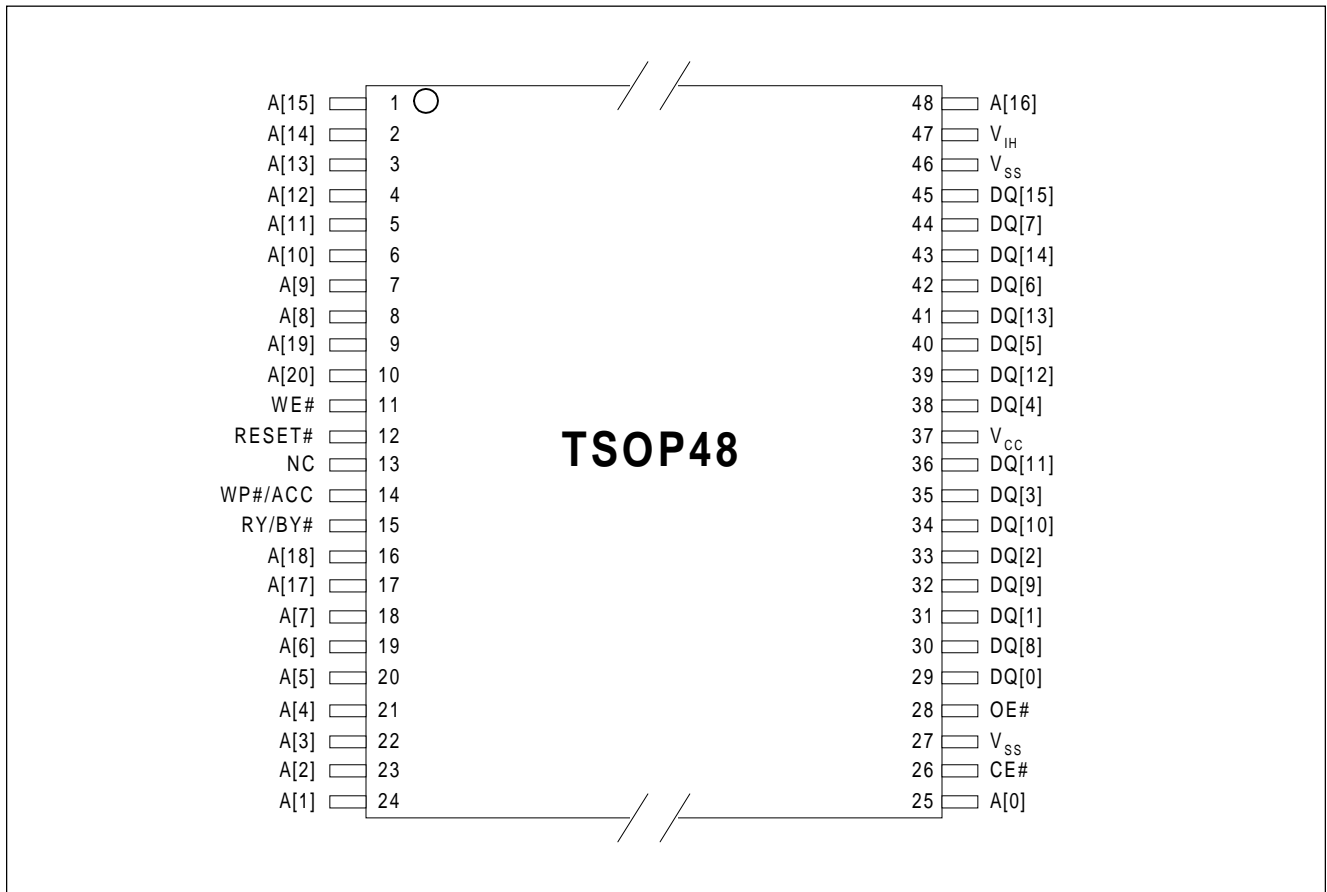 A[15] 1 48 A[16]
A[14] 2 47 VIH
A[13] 3 46 VSS
A[12] 4 45 DQ[15]
A[11] 5 44 DQ[7]
A[10] 6 43 DQ[14]
A[9] 7 42 DQ[6]
A[8] 8 41 DQ[13]
A[19] 9 40 DQ[5]
A[20] 10 39 DQ[12]
WE# 11 38 DQ[4]
RESET# 12 37 VCC
TSOP48
NC 13 36 DQ[11]
WP#/ACC 14 35 DQ[3]
RY/BY# 15 34 DQ[10]
A[18] 16 33 DQ[2]
A[17] 17 32 DQ[9]
A[7] 18 31 DQ[1]
A[6] 19 30 DQ[8]
A[5] 20 29 DQ[0]
A[4] 21 28 OE#
A[3] 22 27 VSS
A[2] 23 26 CE#
A[1] 24 25 A[0]